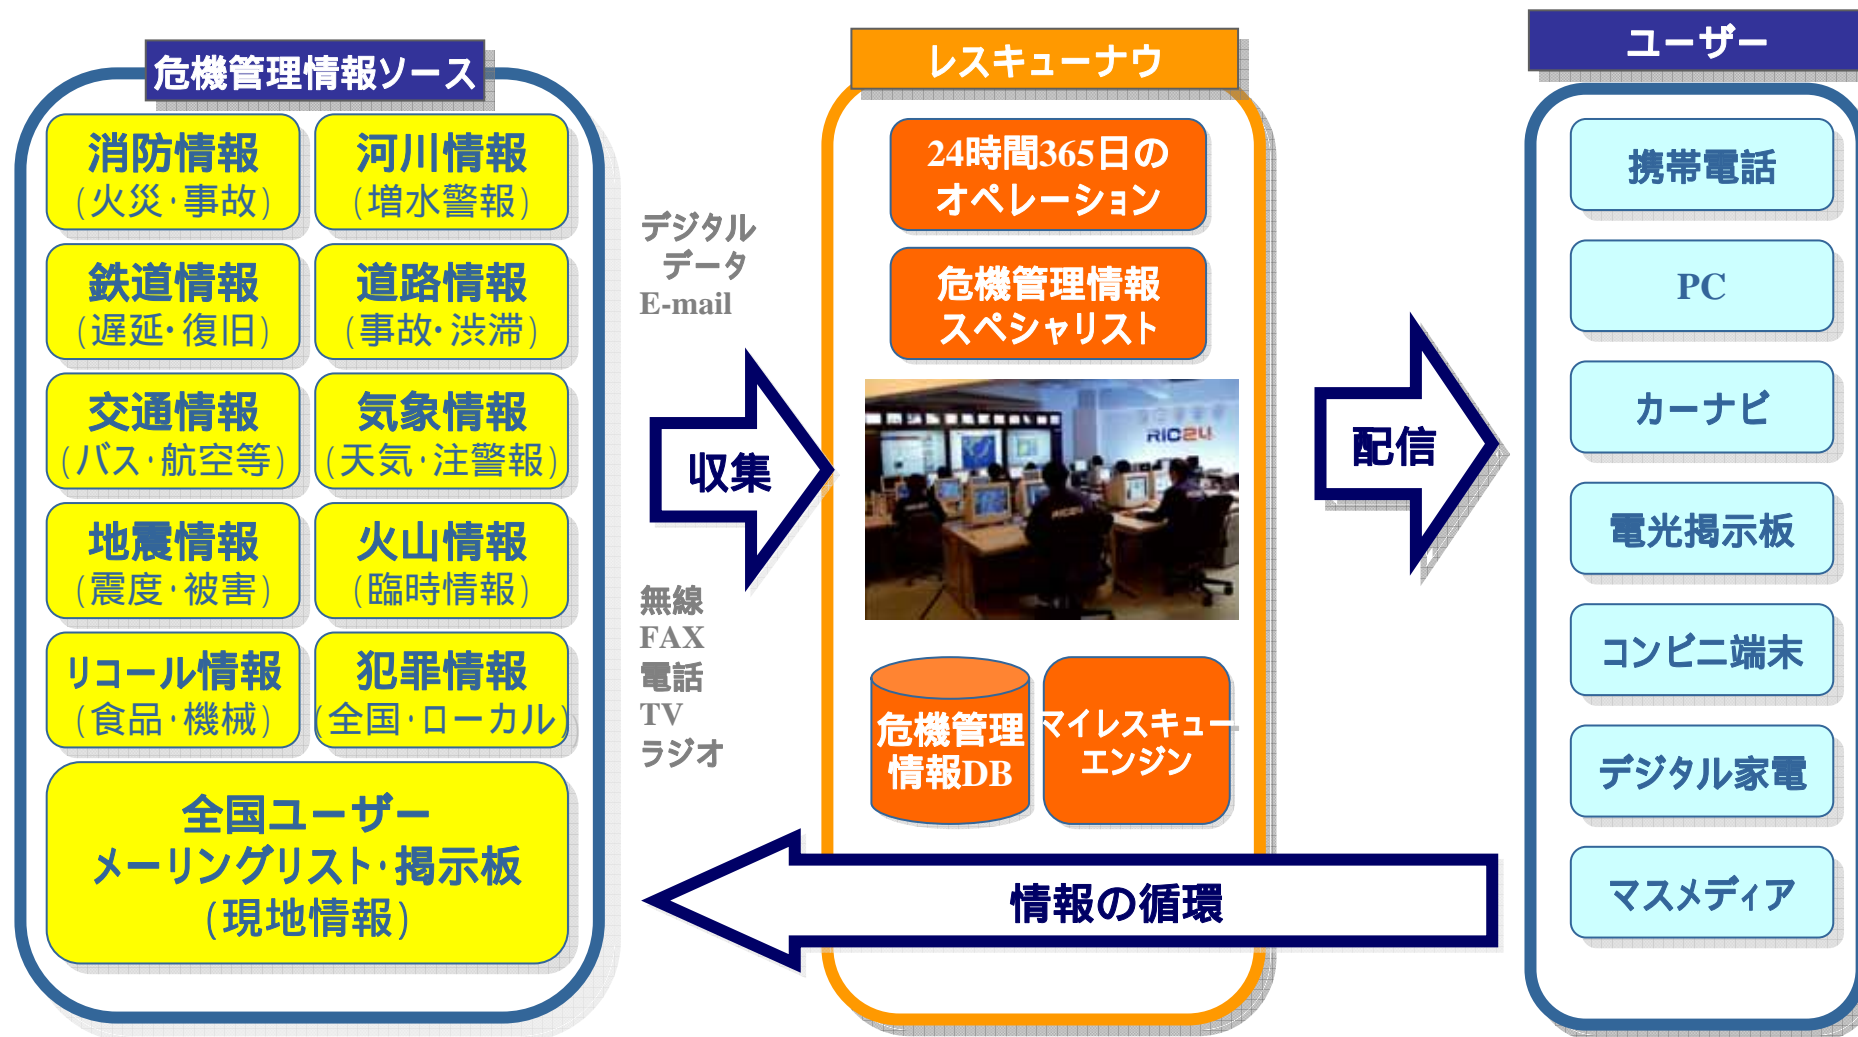 危機管理情報ソース
消防情報
(火災・事故)
河川情報
(増水警報)
鉄道情報
(遅延・復旧)
道路情報
(事故・渋滞)
交通情報
(バス・航空等)
気象情報
(天気・注警報)
地震情報
(震度・被害)
火山情報
(臨時情報)
リコール情報
(食品・機械)
犯罪情報
(全国・ローカル)
全国ユーザー
メーリングリスト・掲示板
(現地情報)
デジタル
データ
E-mail
収集
無線
FAX
電話
TV
ラジオ
レスキューナウ
24時間365日の
オペレーション
危機管理情報
スペシャリスト
RIC24
危機管理
情報DB
マイレスキュー
エンジン
配信
情報の循環
ユーザー
携帯電話
PC
カーナビ
電光掲示板
コンビニ端末
デジタル家電
マスメディア